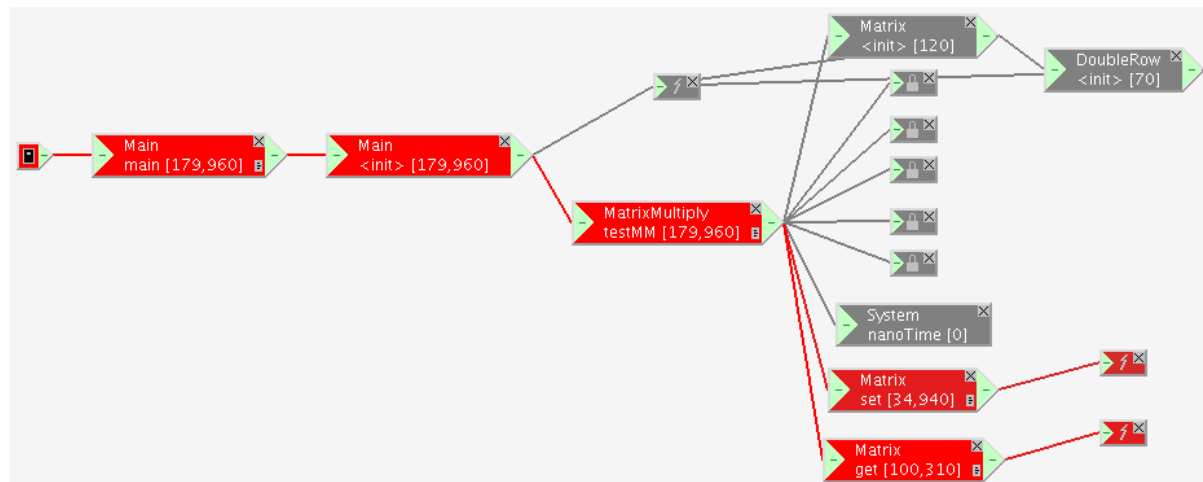 Matrix
<init> [120]
DoubleRow
<init> [70]
Main
main [179,960]
Main
<init> [179,960]
MatrixMultiply
testMM [179,960]
System
nanoTime [0]
Matrix
set [34,940]
Matrix
get [100,310]